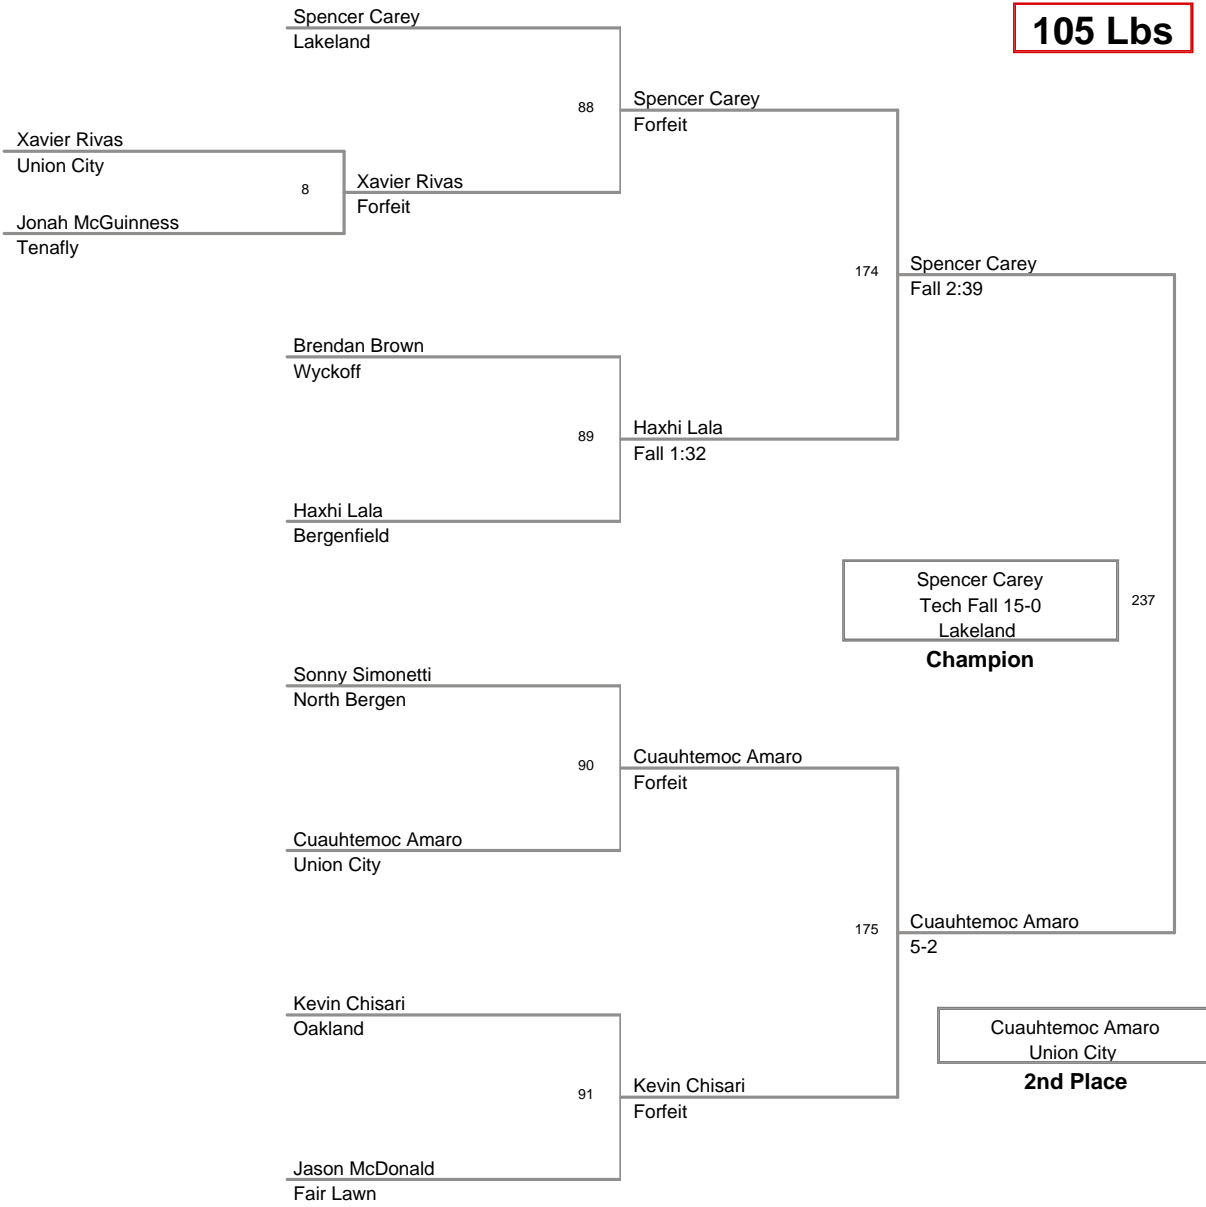 Spencer Carey
Lakeland
105 Lbs
88
Spencer Carey
Forfeit
Xavier Rivas
Union City
8
Xavier Rivas
Forfeit
Jonah McGuinness
Tenafly
174
Spencer Carey
Fall 2:39
Brendan Brown
Wyckoff
89
Haxhi Lala
Fall 1:32
Haxhi Lala
Bergenfield
Spencer Carey
Tech Fall 15-0
Lakeland
237
Champion
Sonny Simonetti
North Bergen
90
Cuauhtemoc Amaro
Forfeit
Cuauhtemoc Amaro
Union City
175
Cuauhtemoc Amaro
5-2
Kevin Chisari
Oakland
Cuauhtemoc Amaro
Union City
2nd Place
91
Kevin Chisari
Forfeit
Jason McDonald
Fair Lawn